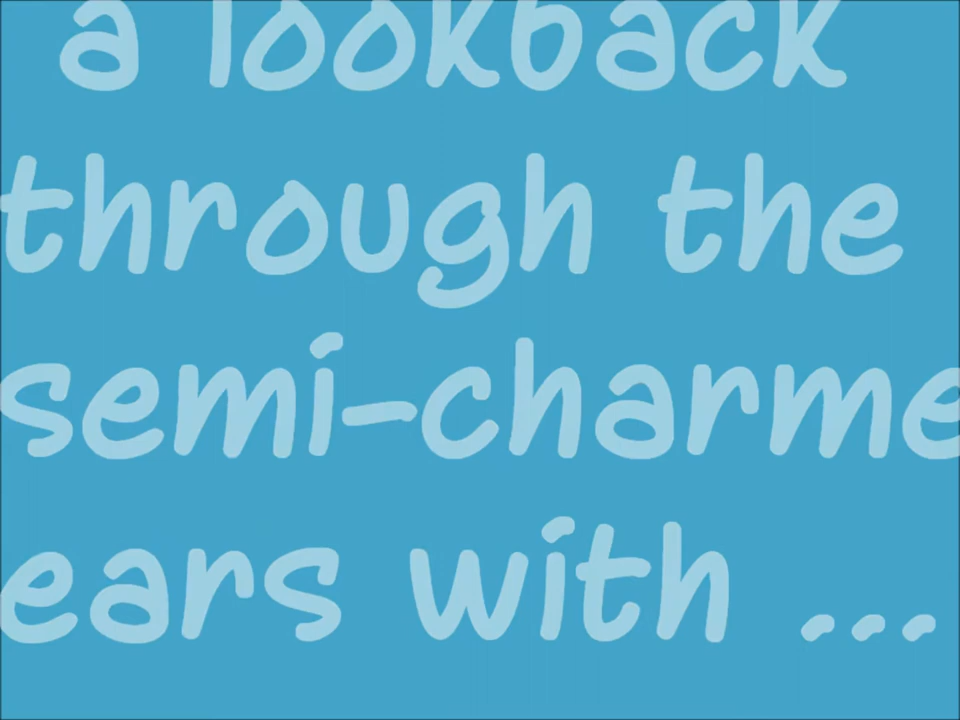 a lookback
through the
semi-charme
ears with ...